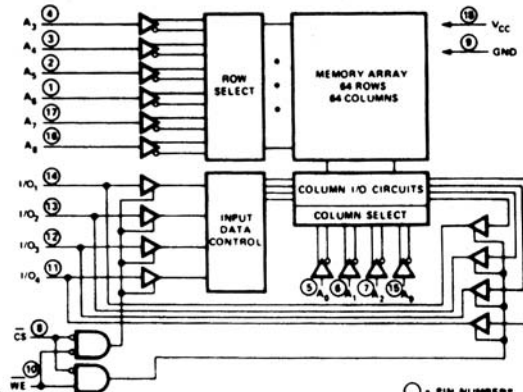 A3 4
A4 3
A5 2
A6 1
A7 17
A8 16
ROW
SELECT
MEMORY ARRAY
64 ROWS
64 COLUMNS
18 VCC
9 GND
I/O1 14
I/O2 13
I/O3 12
I/O4 11
INPUT
DATA
CONTROL
COLUMN I/O CIRCUITS
COLUMN SELECT
5 A0
6 A1
7 A2
15 A9
CS 8
WE 10
= PIN NUMBERS